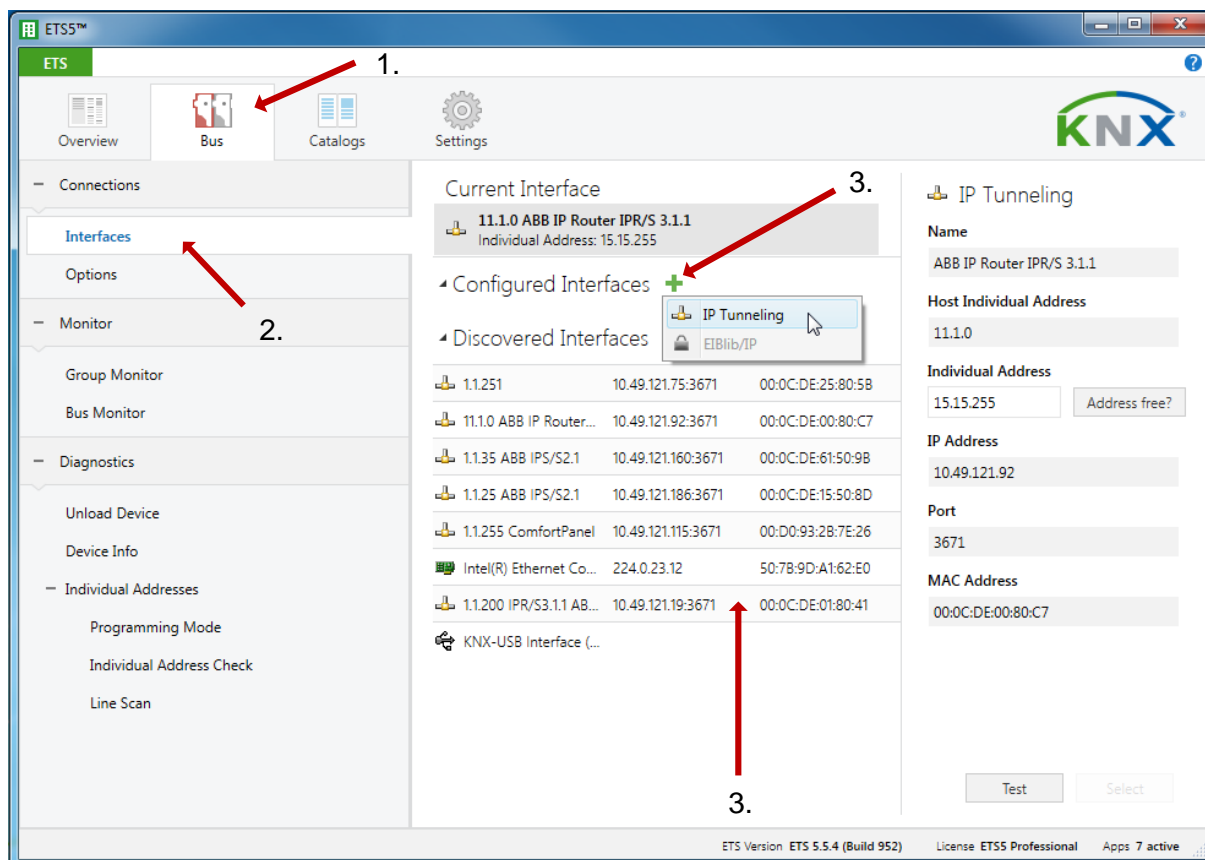 ETS5™
ETS
1.
Overview
Bus
Catalogs
Settings
KNX®
Connections
Interfaces
Options
2.
Monitor
Group Monitor
Bus Monitor
Diagnostics
Unload Device
Device Info
Individual Addresses
Programming Mode
Individual Address Check
Line Scan
Current Interface
3.
11.1.0 ABB IP Router IPR/S 3.1.1
Individual Address: 15.15.255
Configured Interfaces
IP Tunneling
EIBlib/IP
Discovered Interfaces
1.1.251 10.49.121.75:3671 00:0C:DE:25:80:5B
11.1.0 ABB IP Router... 10.49.121.92:3671 00:0C:DE:00:80:C7
1.1.35 ABB IPS/S2.1 10.49.121.160:3671 00:0C:DE:61:50:9B
1.1.25 ABB IPS/S2.1 10.49.121.186:3671 00:0C:DE:15:50:8D
1.1.255 ComfortPanel 10.49.121.115:3671 00:D0:93:2B:7E:26
Intel(R) Ethernet Co... 224.0.23.12 50:7B:9D:A1:62:E0
1.1.200 IPR/S3.1.1 AB... 10.49.121.19:3671 00:0C:DE:01:80:41
KNX-USB Interface (...
3.
IP Tunneling
Name
ABB IP Router IPR/S 3.1.1
Host Individual Address
11.1.0
Individual Address
15.15.255 Address free?
IP Address
10.49.121.92
Port
3671
MAC Address
00:0C:DE:00:80:C7
Test Select
ETS Version ETS 5.5.4 (Build 952) License ETS5 Professional Apps 7 active